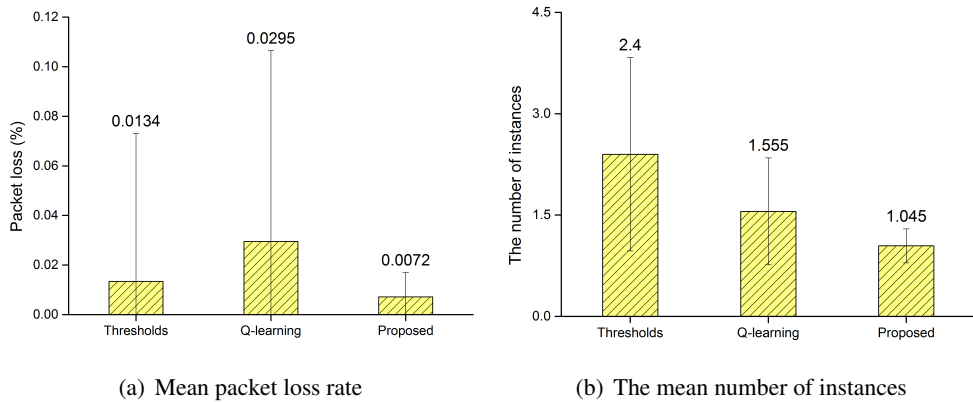 0.12
0.10
0.08
0.06
0.04
0.02
0.00
Packet loss (%)
0.0134
0.0295
0.0072
Thresholds Q-learning Proposed
(a) Mean packet loss rate
4.5
3.0
1.5
0.0
The number of instances
2.4
1.555
1.045
Thresholds Q-learning Proposed
(b) The mean number of instances